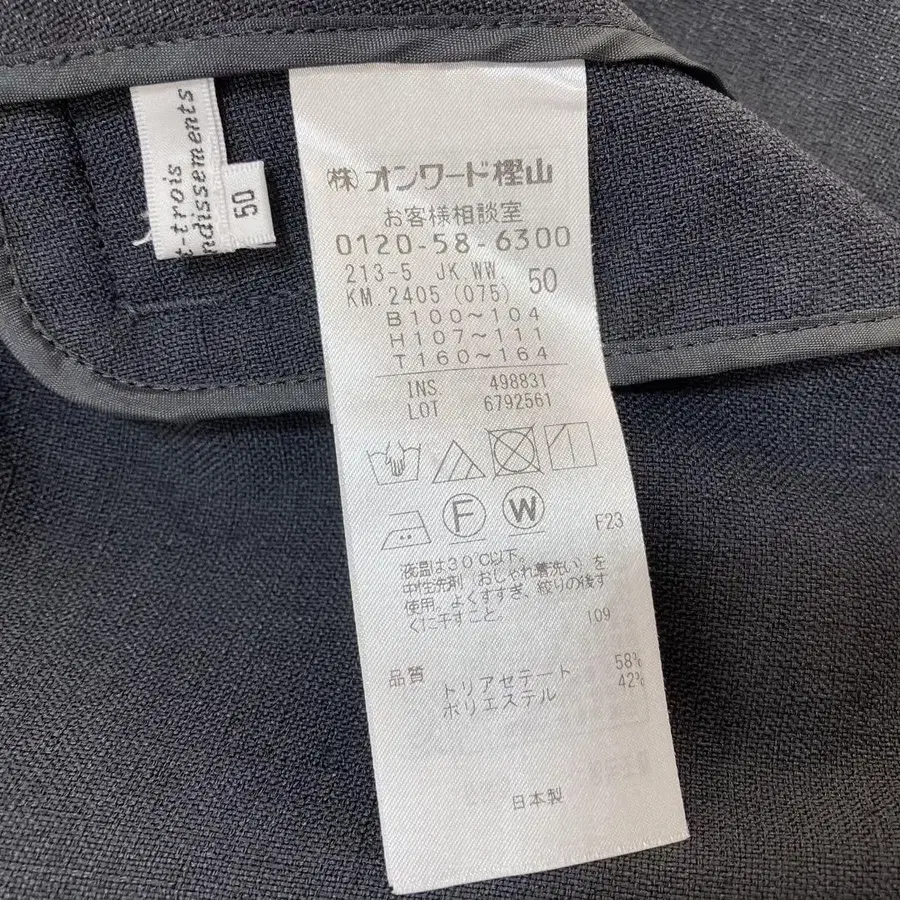 t-trois
ndissements
50
(株)オンワード樫山
お客様相談室
0120-58-6300
213-5 JK.WW
KM.2405 (075) 50
B100~104
H107~111
T160~164
INS 498831
LOT 6792561
F
W
F23
液温は30℃以下。
中性洗剤(おしゃれ着洗い)を
使用。よくすすぎ、絞りの後す
ぐに干すこと。
109
品質
トリアセテート 58%
ポリエステル 42%
日本製